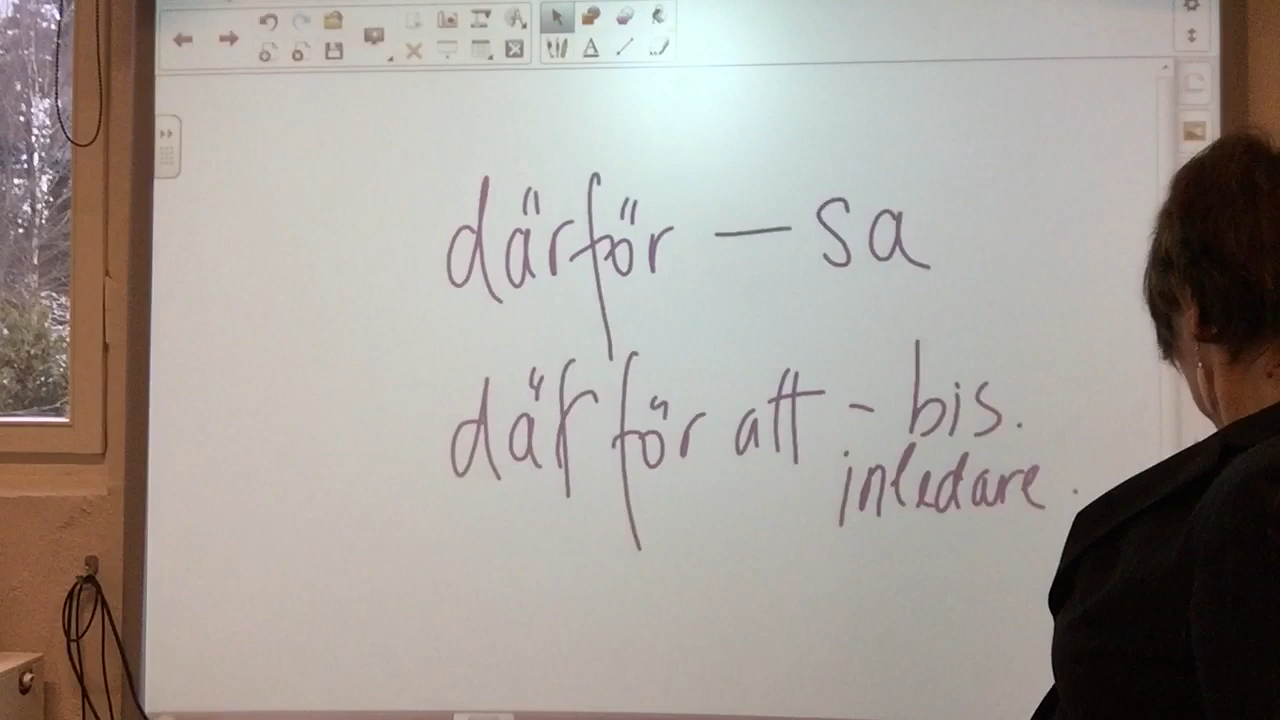 därför — sa
därför att - bis.
inledare.